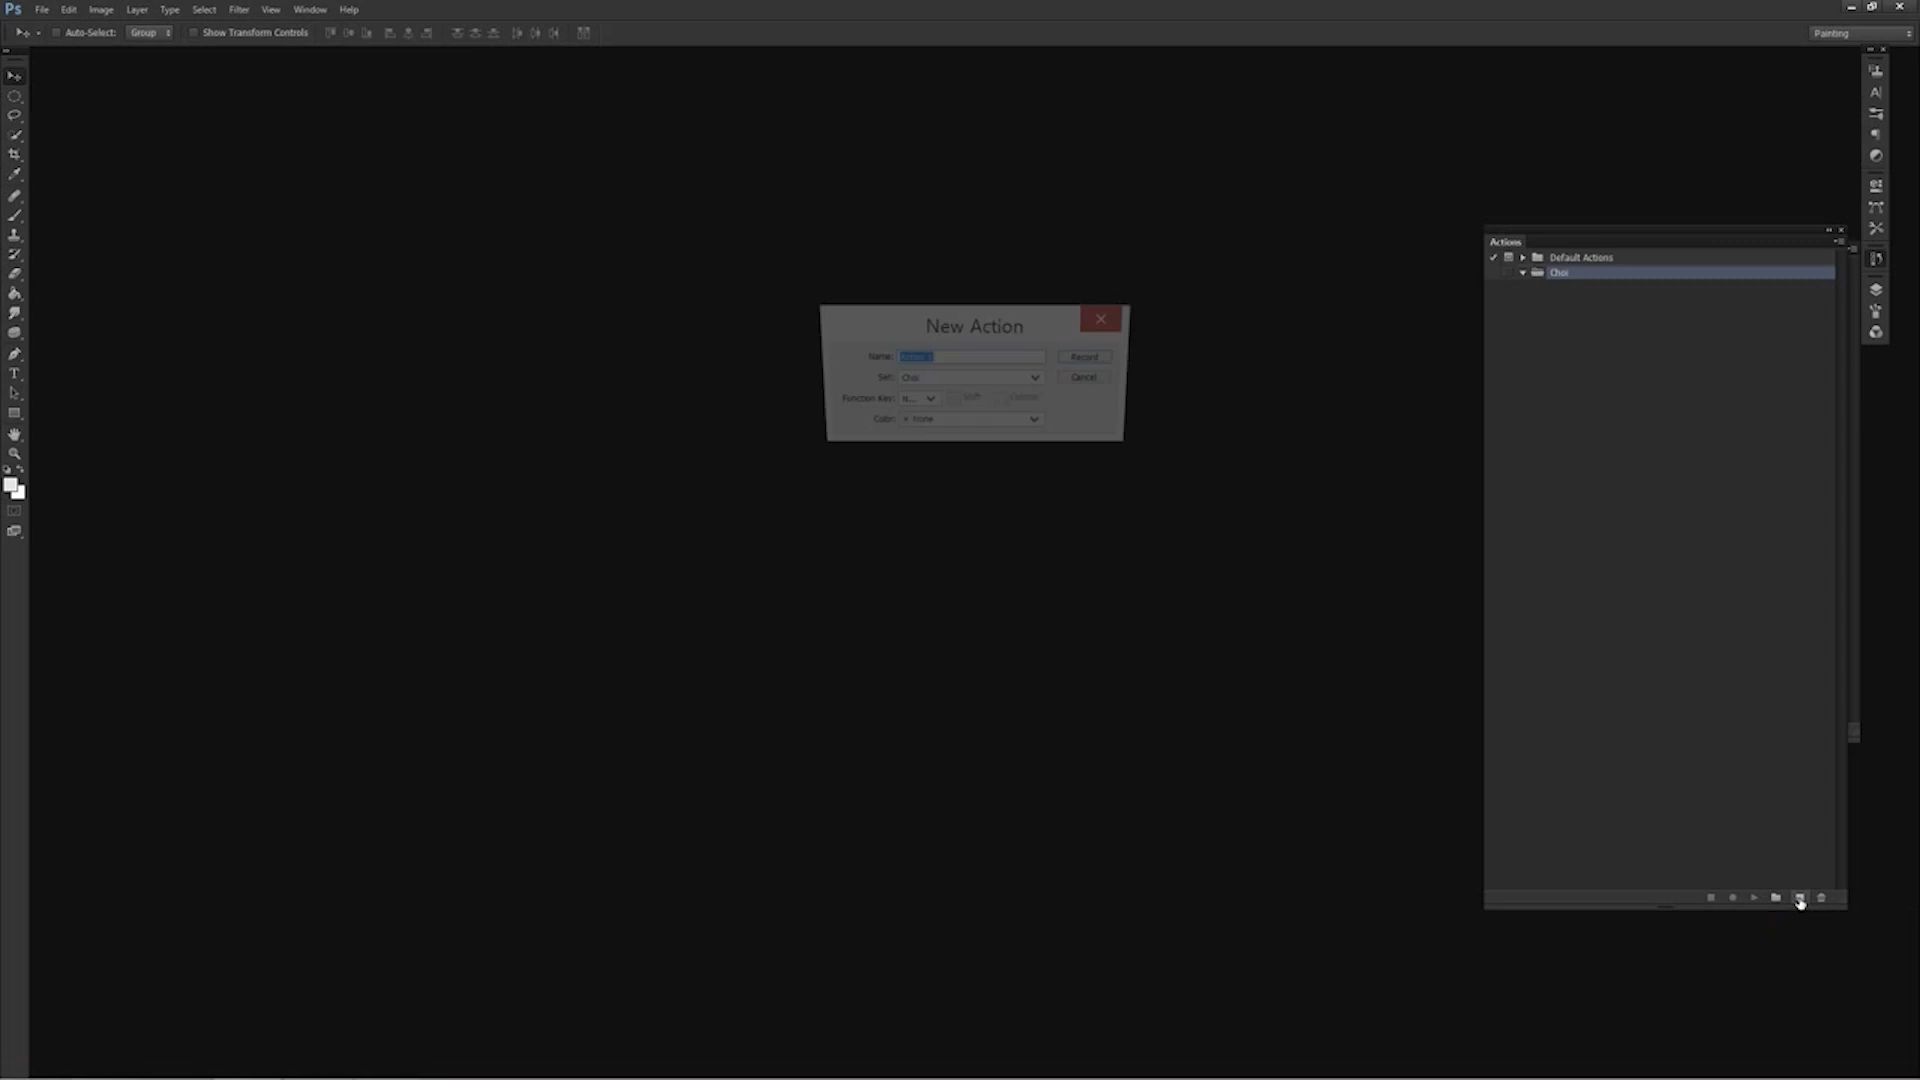 Ps File Edit Image Layer Type Select Filter View Window Help
Auto-Select: Group Show Transform Controls Painting
Actions
Default Actions
Choi
New Action
Name: Record
Set: Choi Cancel
Function Key: N... Shift
Color: None